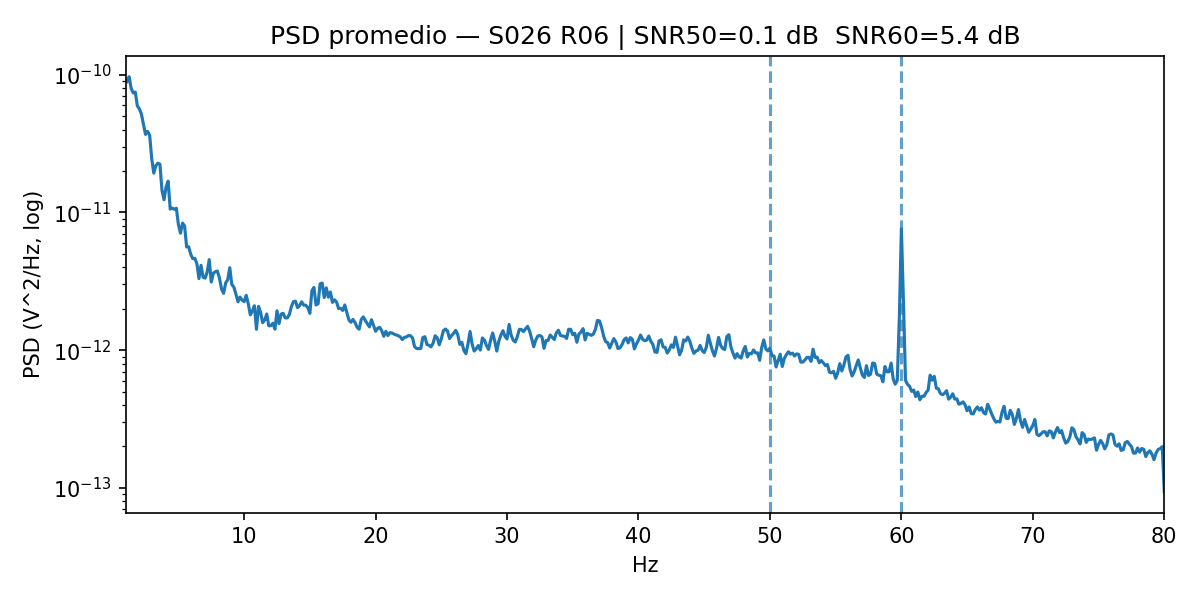 PSD promedio — S026 R06 | SNR50=0.1 dB  SNR60=5.4 dB
PSD (V^2/Hz, log)
10⁻¹⁰
10⁻¹¹
10⁻¹²
10⁻¹³
10 20 30 40 50 60 70 80
Hz